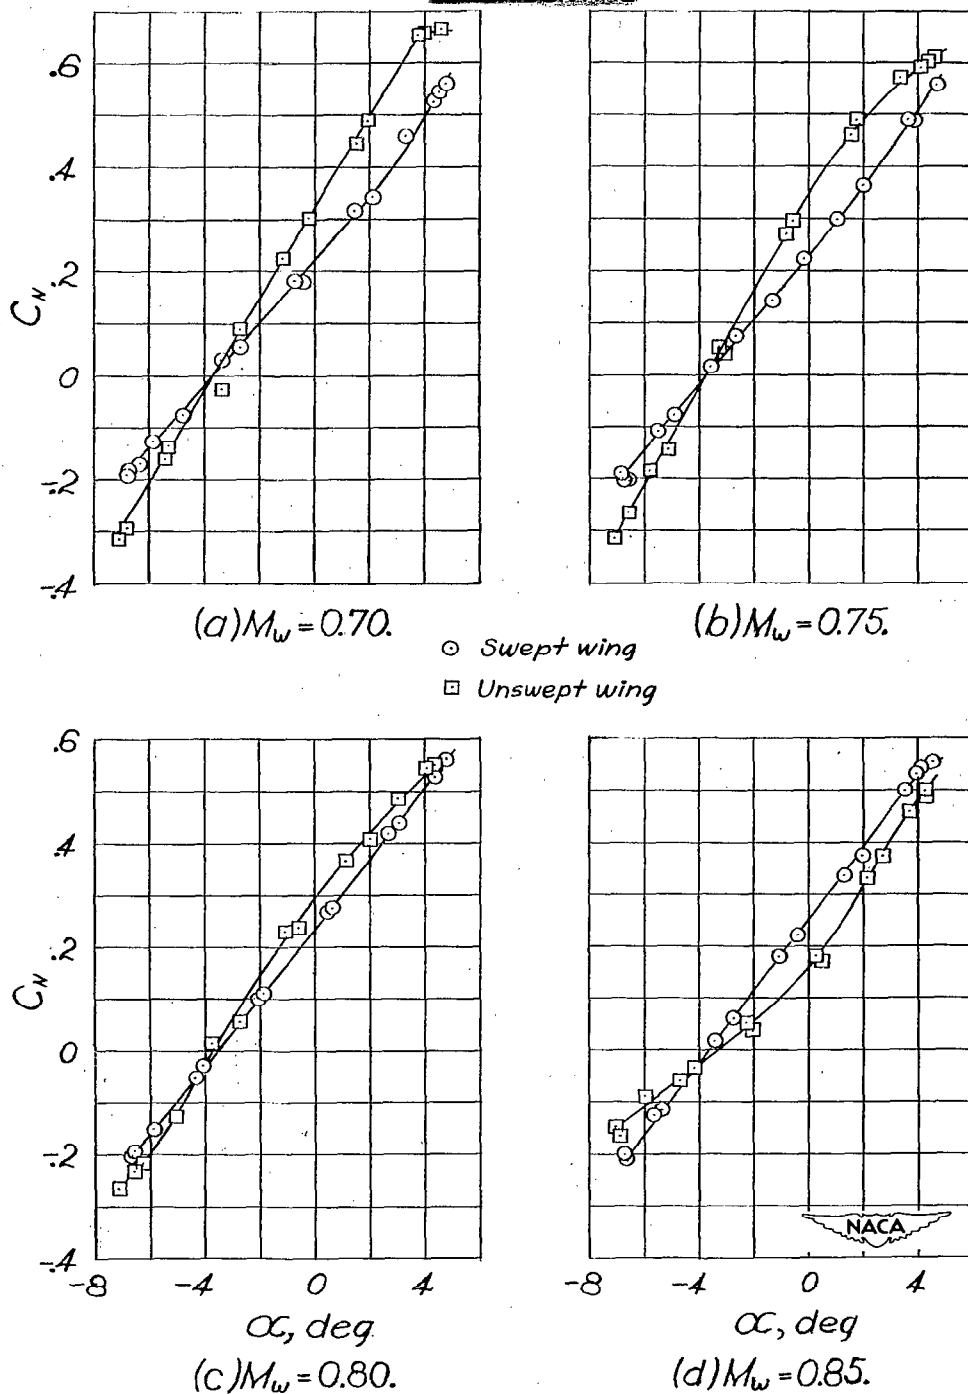 .6
.4
.2
0
-.2
-.4
C_N
(a) M_w = 0.70.
(b) M_w = 0.75.
⊙ Swept wing
⊡ Unswept wing
.6
.4
.2
0
-.2
-.4
C_N
NACA
-8 -4 0 4
-8 -4 0 4
α, deg
α, deg
(c) M_w = 0.80.
(d) M_w = 0.85.